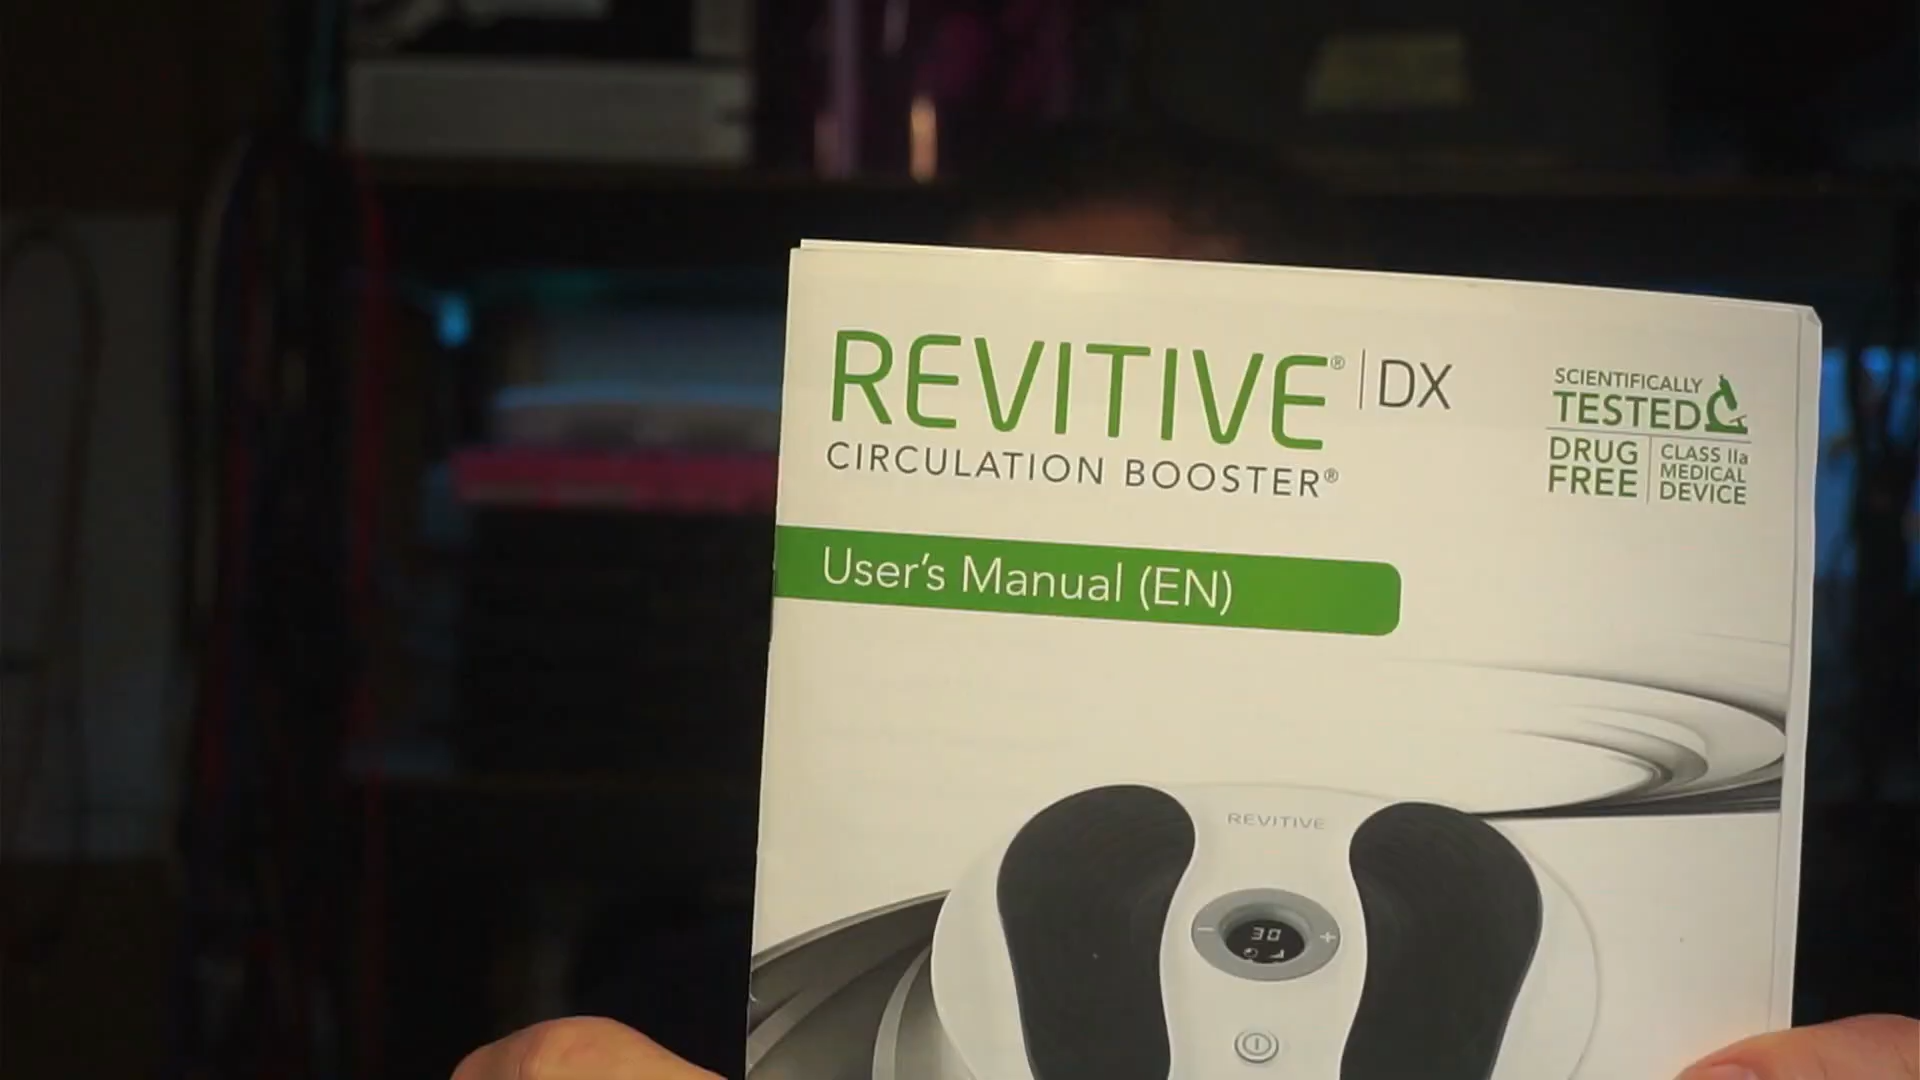 REVITIVE® | DX
CIRCULATION BOOSTER®
SCIENTIFICALLY
TESTED
DRUG
FREE
CLASS IIa
MEDICAL
DEVICE
User's Manual (EN)
REVITIVE
- 30 +